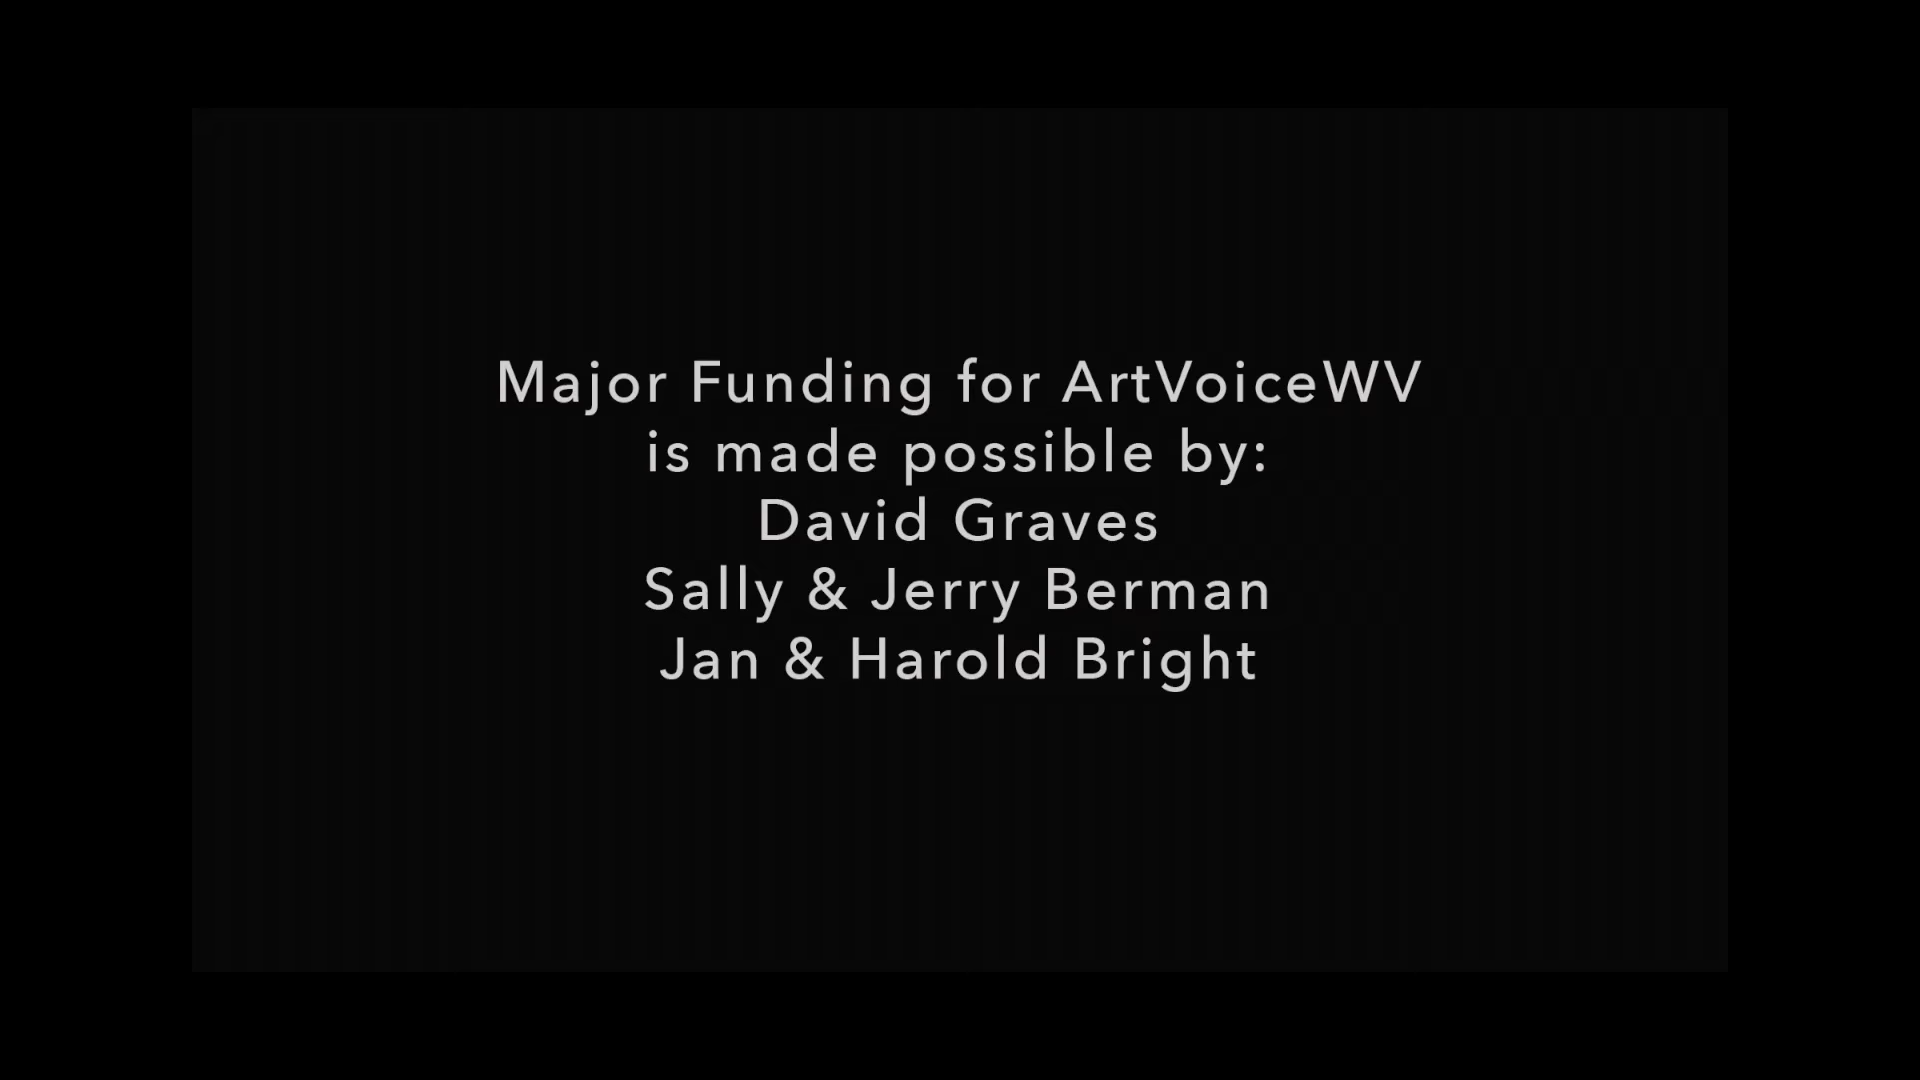 Major Funding for ArtVoiceWV
is made possible by:
David Graves
Sally & Jerry Berman
Jan & Harold Bright